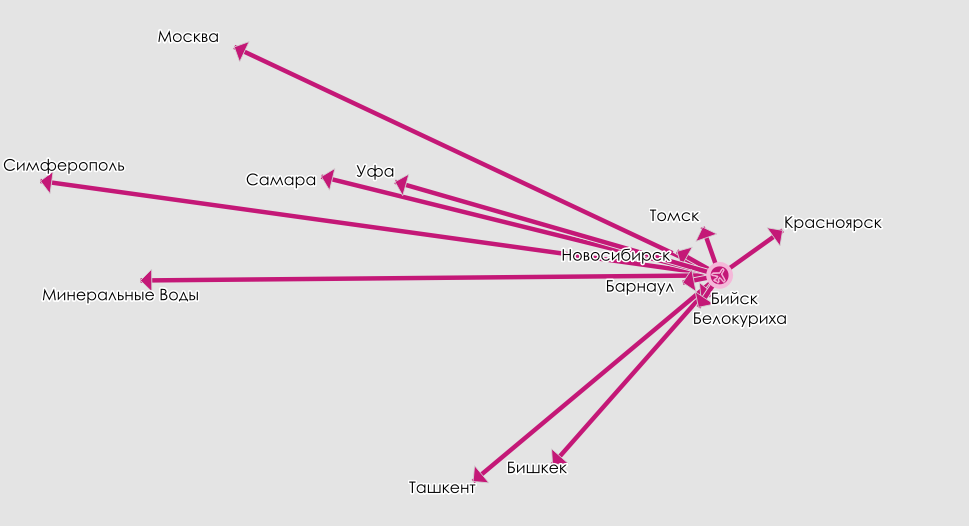 Москва
Симферополь
Самара
Уфа
Томск
Красноярск
Новосибирск
Барнаул
Минеральные Воды
Бийск
Белокуриха
Бишкек
Ташкент